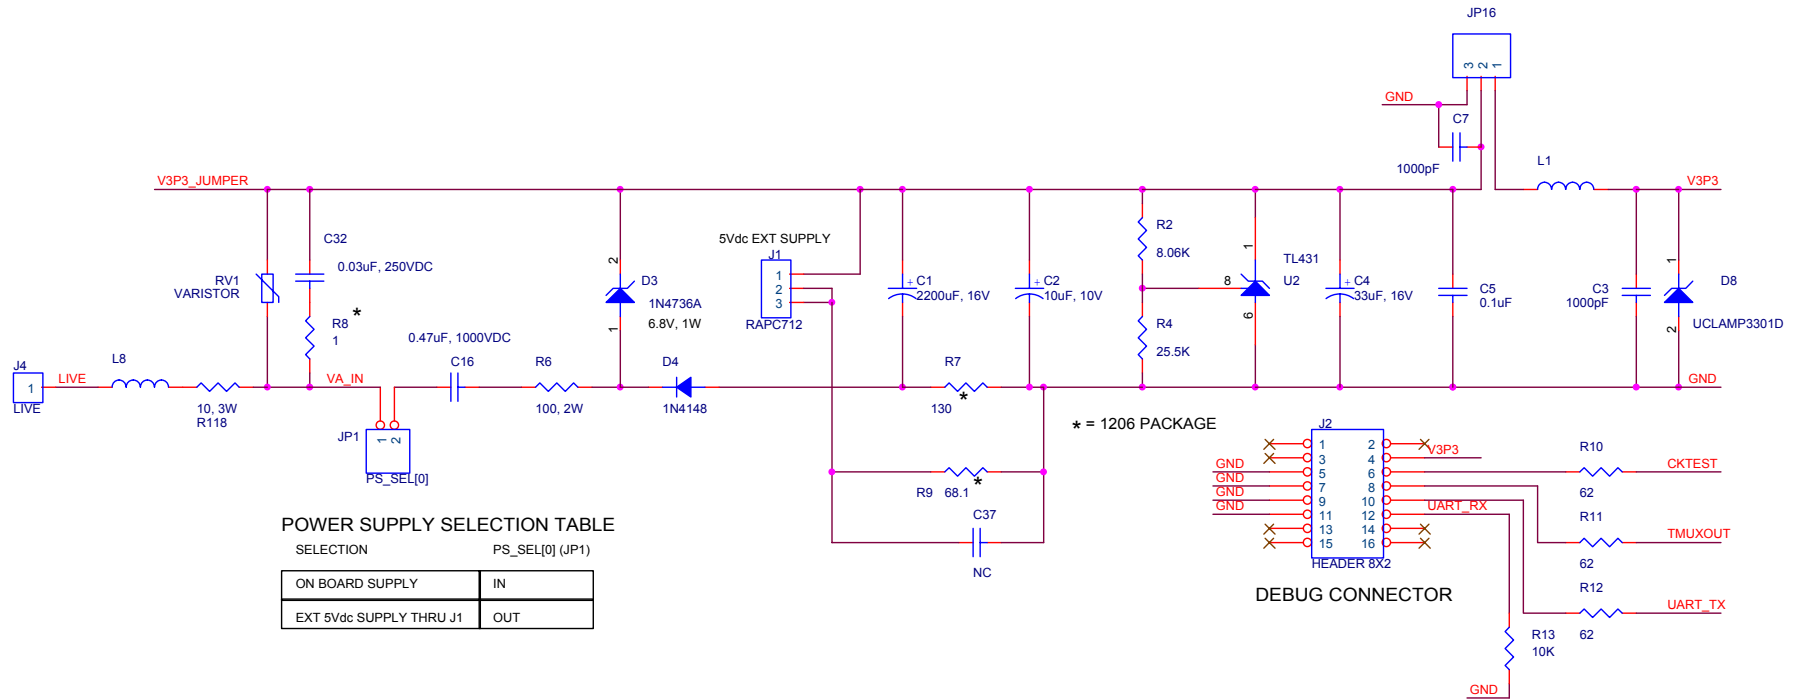 JP16
3
2
1
GND
C7
1000pF
L1
V3P3_JUMPER
V3P3
C32
0.03uF, 250VDC
RV1
VARISTOR
R8
*
1
2
D3
1N4736A
6.8V, 1W
1
5Vdc EXT SUPPLY
J1
1
2
3
RAPC712
+
C1
2200uF, 16V
+
C2
10uF, 10V
R2
8.06K
R4
25.5K
1
8
6
TL431
U2
+
C4
33uF, 16V
C5
0.1uF
C3
1000pF
1
2
D8
UCLAMP3301D
J4
1
LIVE
LIVE
L8
10, 3W
R118
VA_IN
0.47uF, 1000VDC
C16
R6
100, 2W
D4
1N4148
R7
130
*
GND
JP1
1
2
PS_SEL[0]
* = 1206 PACKAGE
R9
68.1
*
C37
NC
J2
1 2
3 4
5 6
7 8
9 10
11 12
13 14
15 16
HEADER 8X2
GND
GND
GND
GND
V3P3
UART_RX
R10
62
CKTEST
R11
62
TMUXOUT
R12
62
UART_TX
R13
10K
GND
DEBUG CONNECTOR
POWER SUPPLY SELECTION TABLE
SELECTION PS_SEL[0] (JP1)
ON BOARD SUPPLY IN
EXT 5Vdc SUPPLY THRU J1 OUT